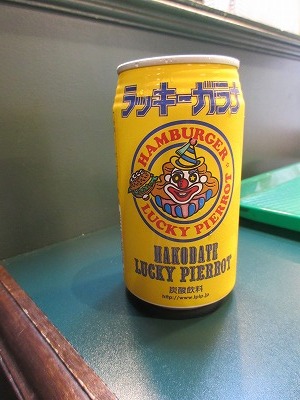 ラッキーガラナ
HAMBURGER
LUCKY PIERROT
HAKODATE
LUCKY PIERROT
炭酸飲料
http://www.lplp.jp